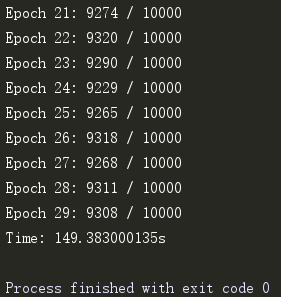 Epoch 21: 9274 / 10000
Epoch 22: 9320 / 10000
Epoch 23: 9290 / 10000
Epoch 24: 9229 / 10000
Epoch 25: 9265 / 10000
Epoch 26: 9318 / 10000
Epoch 27: 9268 / 10000
Epoch 28: 9311 / 10000
Epoch 29: 9308 / 10000
Time: 149.383000135s
Process finished with exit code 0